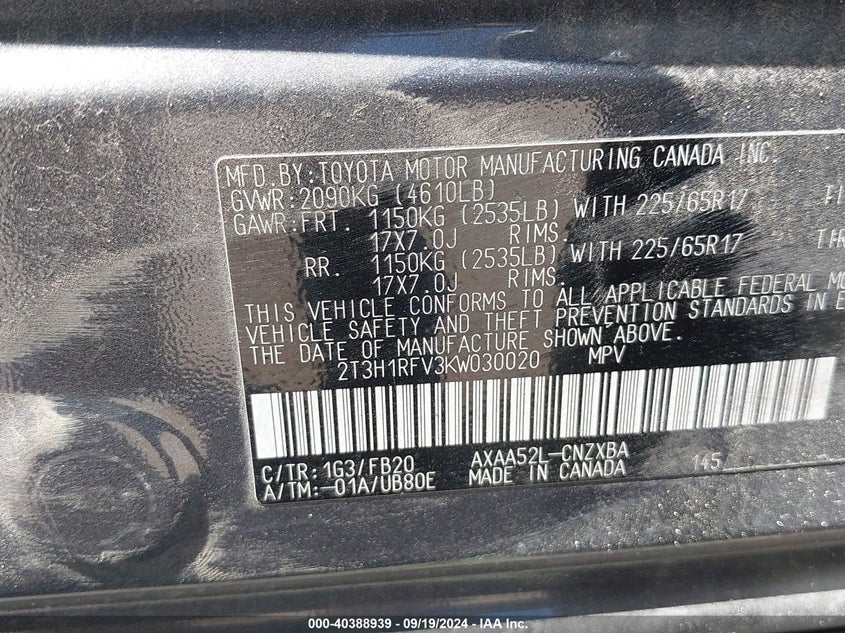 MFD.BY:TOYOTA MOTOR MANUFACTURING CANADA INC.
GVWR:2090KG (4610LB)
GAWR:FRT. 1150KG (2535LB) WITH 225/65R17
17X7.0J RIMS.
RR. 1150KG (2535LB) WITH 225/65R17
17X7.0J RIMS.
THIS VEHICLE CONFORMS TO ALL APPLICABLE FEDERAL
VEHICLE SAFETY AND THEFT PREVENTION STANDARDS IN
THE DATE OF MANUFACTURE SHOWN ABOVE.
2T3H1RFV3KW030020 MPV
C/TR:1G3/FB20 AXAA52L-CNZXBA 145
A/TM:-01A/UB80E MADE IN CANADA
000-40388939 - 09/19/2024 - IAA Inc.